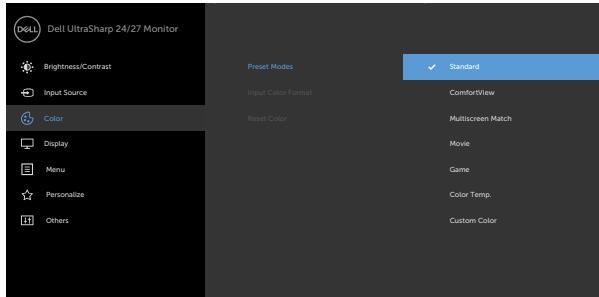 DELL
Dell UltraSharp 24/27 Monitor
Brightness/Contrast
Input Source
Color
Display
Menu
Personalize
Others
Preset Modes
Input Color Format
Reset Color
Standard
ComfortView
Multiscreen Match
Movie
Game
Color Temp.
Custom Color